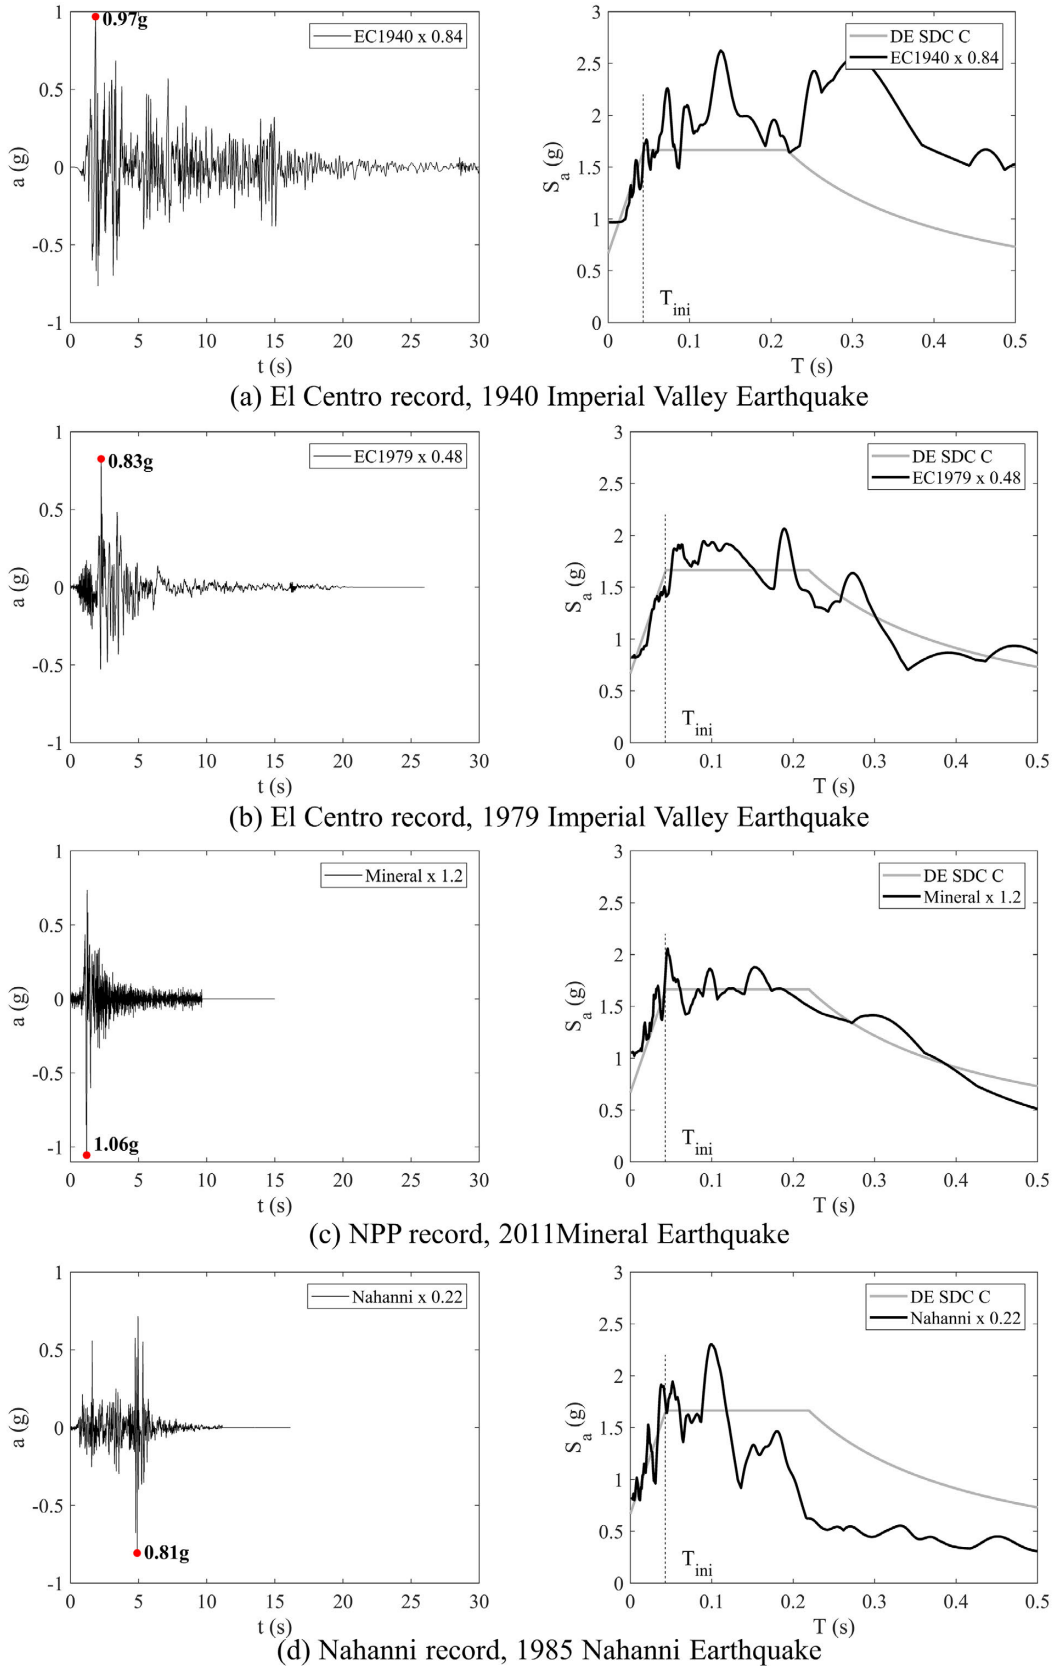 0.97g
EC1940 x 0.84
1
0.5
0
-0.5
-1
a (g)
0 5 10 15 20 25 30
t (s)
DE SDC C
EC1940 x 0.84
3
2.5
2
1.5
1
0.5
0
S_a (g)
T_ini
0 0.1 0.2 0.3 0.4 0.5
T (s)
(a) El Centro record, 1940 Imperial Valley Earthquake
0.83g
EC1979 x 0.48
1
0.5
0
-0.5
-1
a (g)
0 5 10 15 20 25 30
t (s)
DE SDC C
EC1979 x 0.48
3
2.5
2
1.5
1
0.5
0
S_a (g)
T_ini
0 0.1 0.2 0.3 0.4 0.5
T (s)
(b) El Centro record, 1979 Imperial Valley Earthquake
Mineral x 1.2
1
0.5
0
-0.5
-1
a (g)
1.06g
0 5 10 15 20 25 30
t (s)
DE SDC C
Mineral x 1.2
3
2.5
2
1.5
1
0.5
0
S_a (g)
T_ini
0 0.1 0.2 0.3 0.4 0.5
T (s)
(c) NPP record, 2011Mineral Earthquake
Nahanni x 0.22
1
0.5
0
-0.5
-1
a (g)
0.81g
0 5 10 15 20 25 30
t (s)
DE SDC C
Nahanni x 0.22
3
2.5
2
1.5
1
0.5
0
S_a (g)
T_ini
0 0.1 0.2 0.3 0.4 0.5
T (s)
(d) Nahanni record, 1985 Nahanni Earthquake